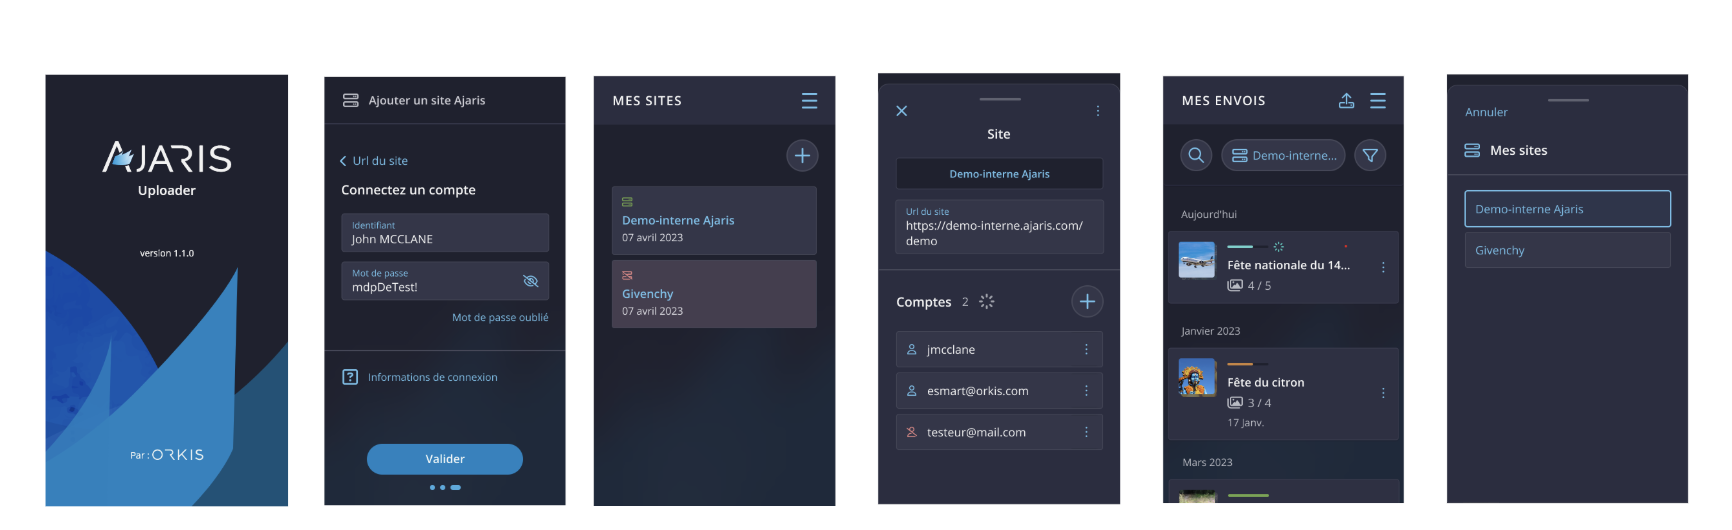 AJARIS
Uploader
version 1.1.0
Par : ORKIS
Ajouter un site Ajaris
Url du site
Connectez un compte
Identifiant
John MCCLANE
Mot de passe
mdpDeTest!
Mot de passe oublié
?
Informations de connexion
Valider
MES SITES
Demo-interne Ajaris
07 avril 2023
Givenchy
07 avril 2023
Site
Demo-interne Ajaris
Url du site
https://demo-interne.ajaris.com/
demo
Comptes 2
jmcclane
esmart@orkis.com
testeur@mail.com
MES ENVOIS
Demo-interne...
Aujourd'hui
Fête nationale du 14...
4 / 5
Janvier 2023
Fête du citron
3 / 4
17 Janv.
Mars 2023
Annuler
Mes sites
Demo-interne Ajaris
Givenchy